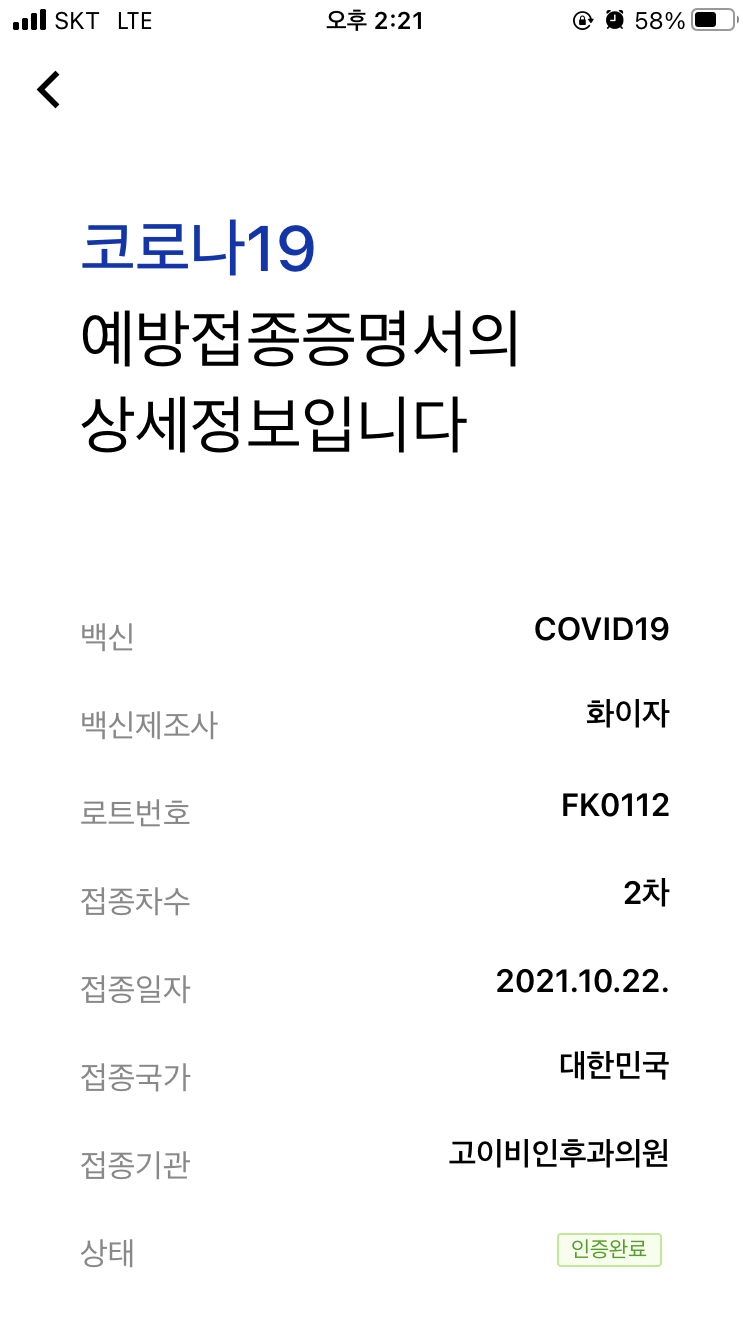 SKT LTE 오후 2:21 58%
코로나19
예방접종증명서의
상세정보입니다
백신 COVID19
백신제조사 화이자
로트번호 FK0112
접종차수 2차
접종일자 2021.10.22.
접종국가 대한민국
접종기관 고이비인후과의원
상태 인증완료